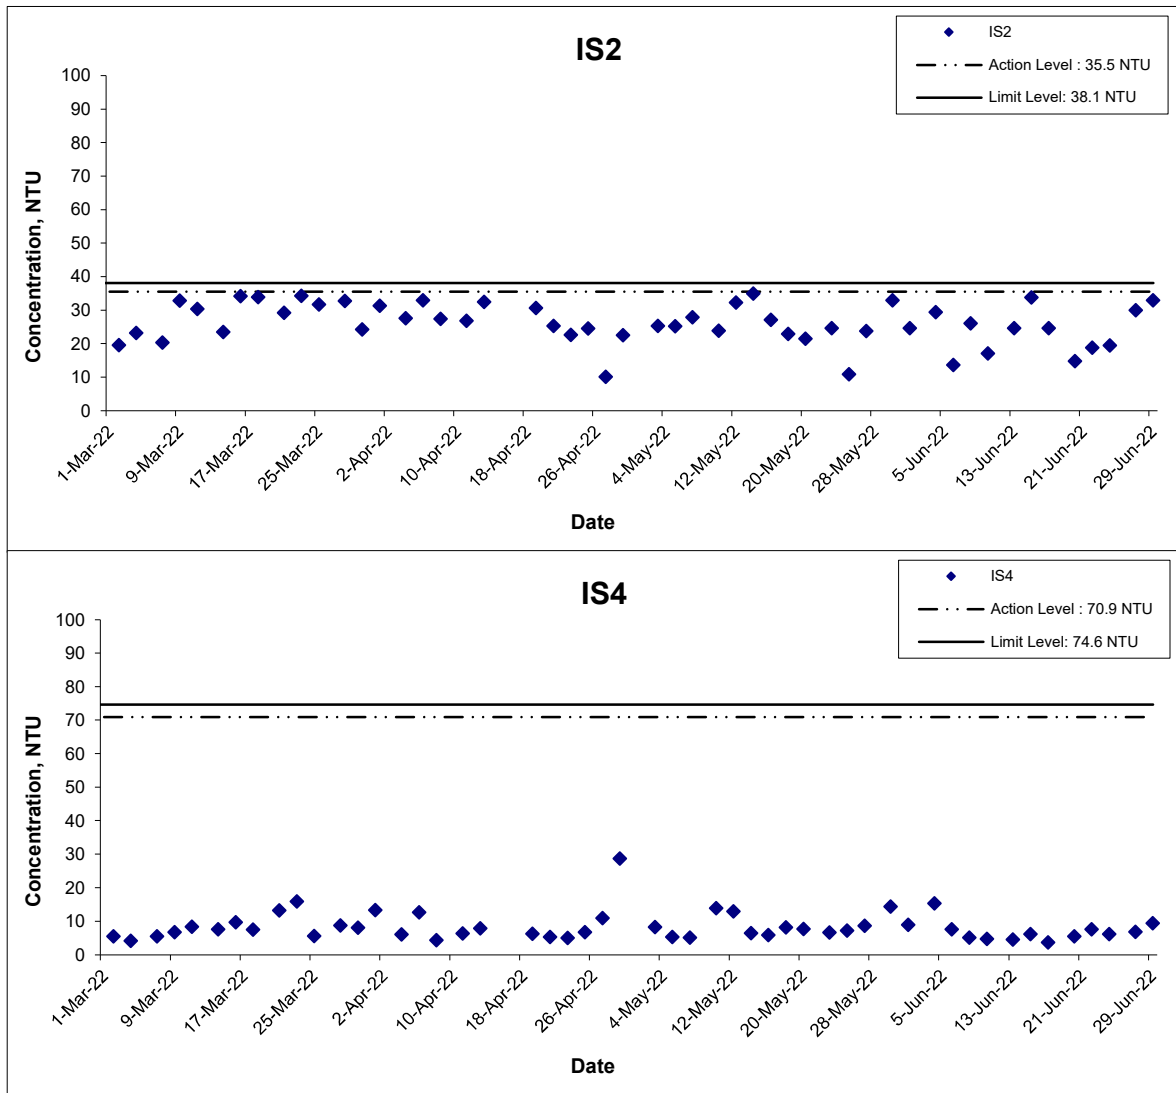 IS2
IS2
Action Level : 35.5 NTU
Limit Level: 38.1 NTU
Concentration, NTU
100
90
80
70
60
50
40
30
20
10
0
1-Mar-22
9-Mar-22
17-Mar-22
25-Mar-22
2-Apr-22
10-Apr-22
18-Apr-22
26-Apr-22
4-May-22
12-May-22
20-May-22
28-May-22
5-Jun-22
13-Jun-22
21-Jun-22
29-Jun-22
Date
IS4
IS4
Action Level : 70.9 NTU
Limit Level: 74.6 NTU
Concentration, NTU
100
90
80
70
60
50
40
30
20
10
0
1-Mar-22
9-Mar-22
17-Mar-22
25-Mar-22
2-Apr-22
10-Apr-22
18-Apr-22
26-Apr-22
4-May-22
12-May-22
20-May-22
28-May-22
5-Jun-22
13-Jun-22
21-Jun-22
29-Jun-22
Date